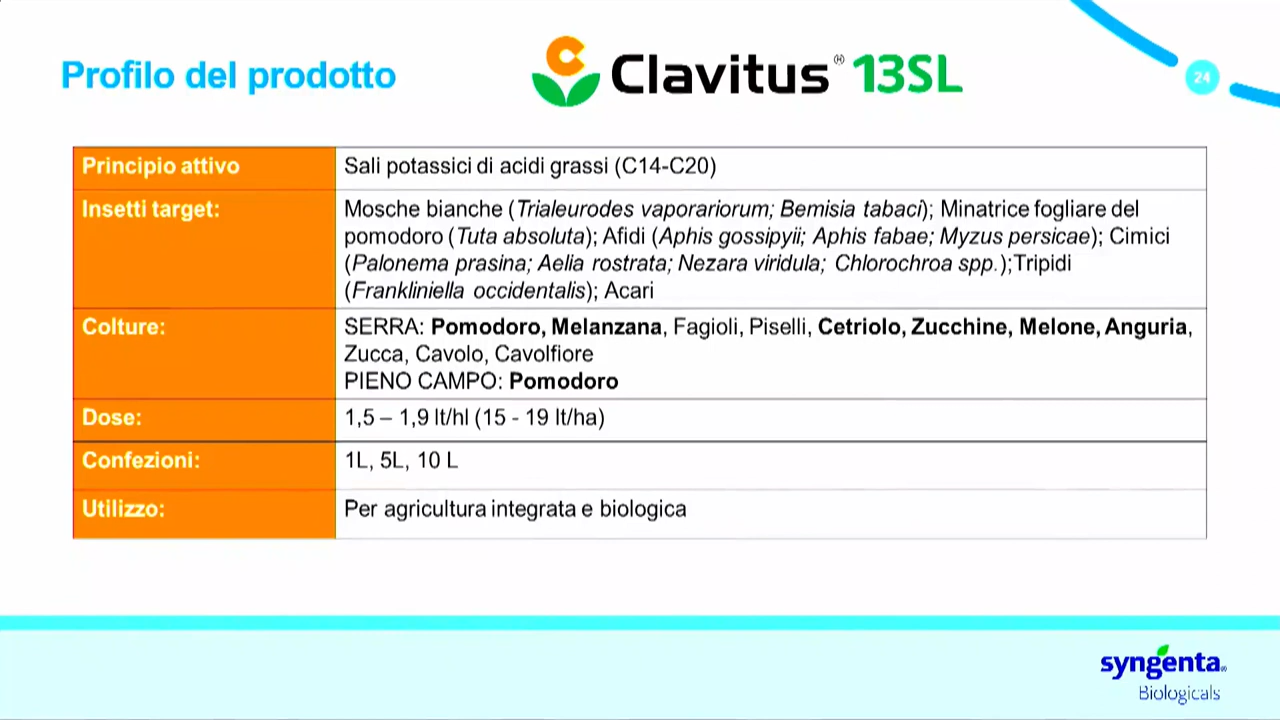 Profilo del protto
Clavitus® 13SL
24
Principio attivo
Sali potassici di acidi grassi (C14-C20)
Insetti target:
Mosche bianche (Trialeurodes vaporariorum; Bemisia tabaci); Minatrice fogliare del
pomodoro (Tuta absoluta); Afidi (Aphis gossipyii; Aphis fabae; Myzus persicae); Cimici
(Palonema prasina; Aelia rostrata; Nezara viridula; Chlorochroa spp.);Tripidi
(Frankliniella occidentalis); Acari
Colture:
SERRA: Pomodoro, Melanzana, Fagioli, Piselli, Cetriolo, Zucchine, Melone, Anguria,
Zucca, Cavolo, Cavolfiore
PIENO CAMPO: Pomodoro
Dose:
1,5 – 1,9 lt/hl (15 - 19 lt/ha)
Confezioni:
1L, 5L, 10 L
Utilizzo:
Per agricultura integrata e biologica
syngenta®
Biologicals